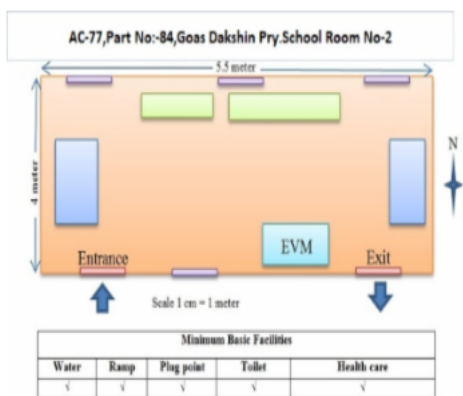 AC-77,Part No:-84,Goas Dakshin Pry.School Room No-2
5.5 meter
N
4 meter
EVM
Entrance
Exit
Scale 1 cm = 1 meter
Minimum Basic Facilities
Water Ramp Plug point Toilet Health care
√ √ √ √ √